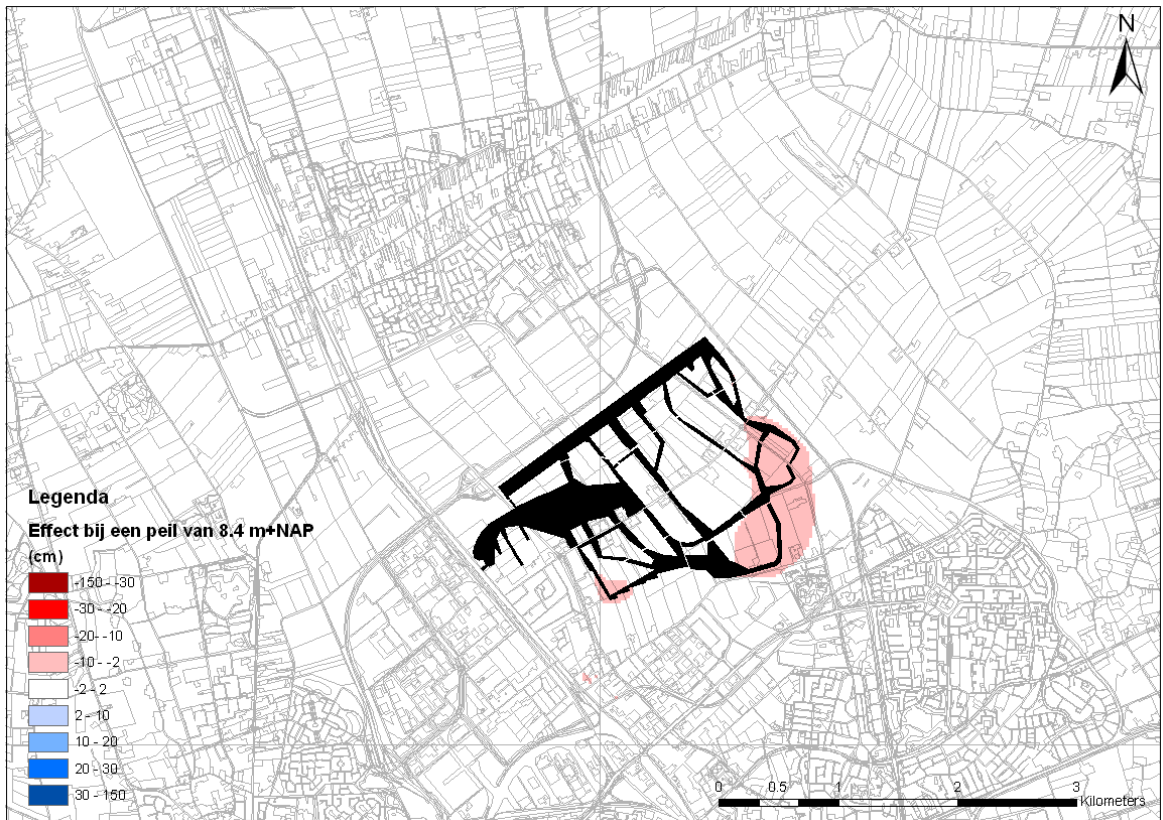 N
Legenda
Effect bij een peil van 8.4 m+NAP
(cm)
-150 - -30
-30 - -20
-20 - -10
-10 - -2
-2 - 2
2 - 10
10 - 20
20 - 30
30 - 150
0 0.5 1 2 3
Kilometers